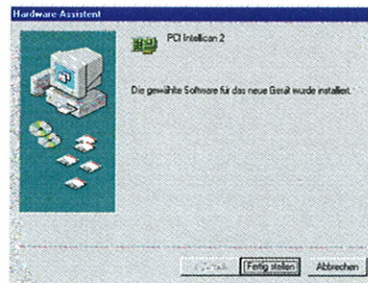 Hardware Assistent
PCI Intellican 2
Die gewählte Software für das neue Gerät wurde installiert.
Fertig stellen
Abbrechen